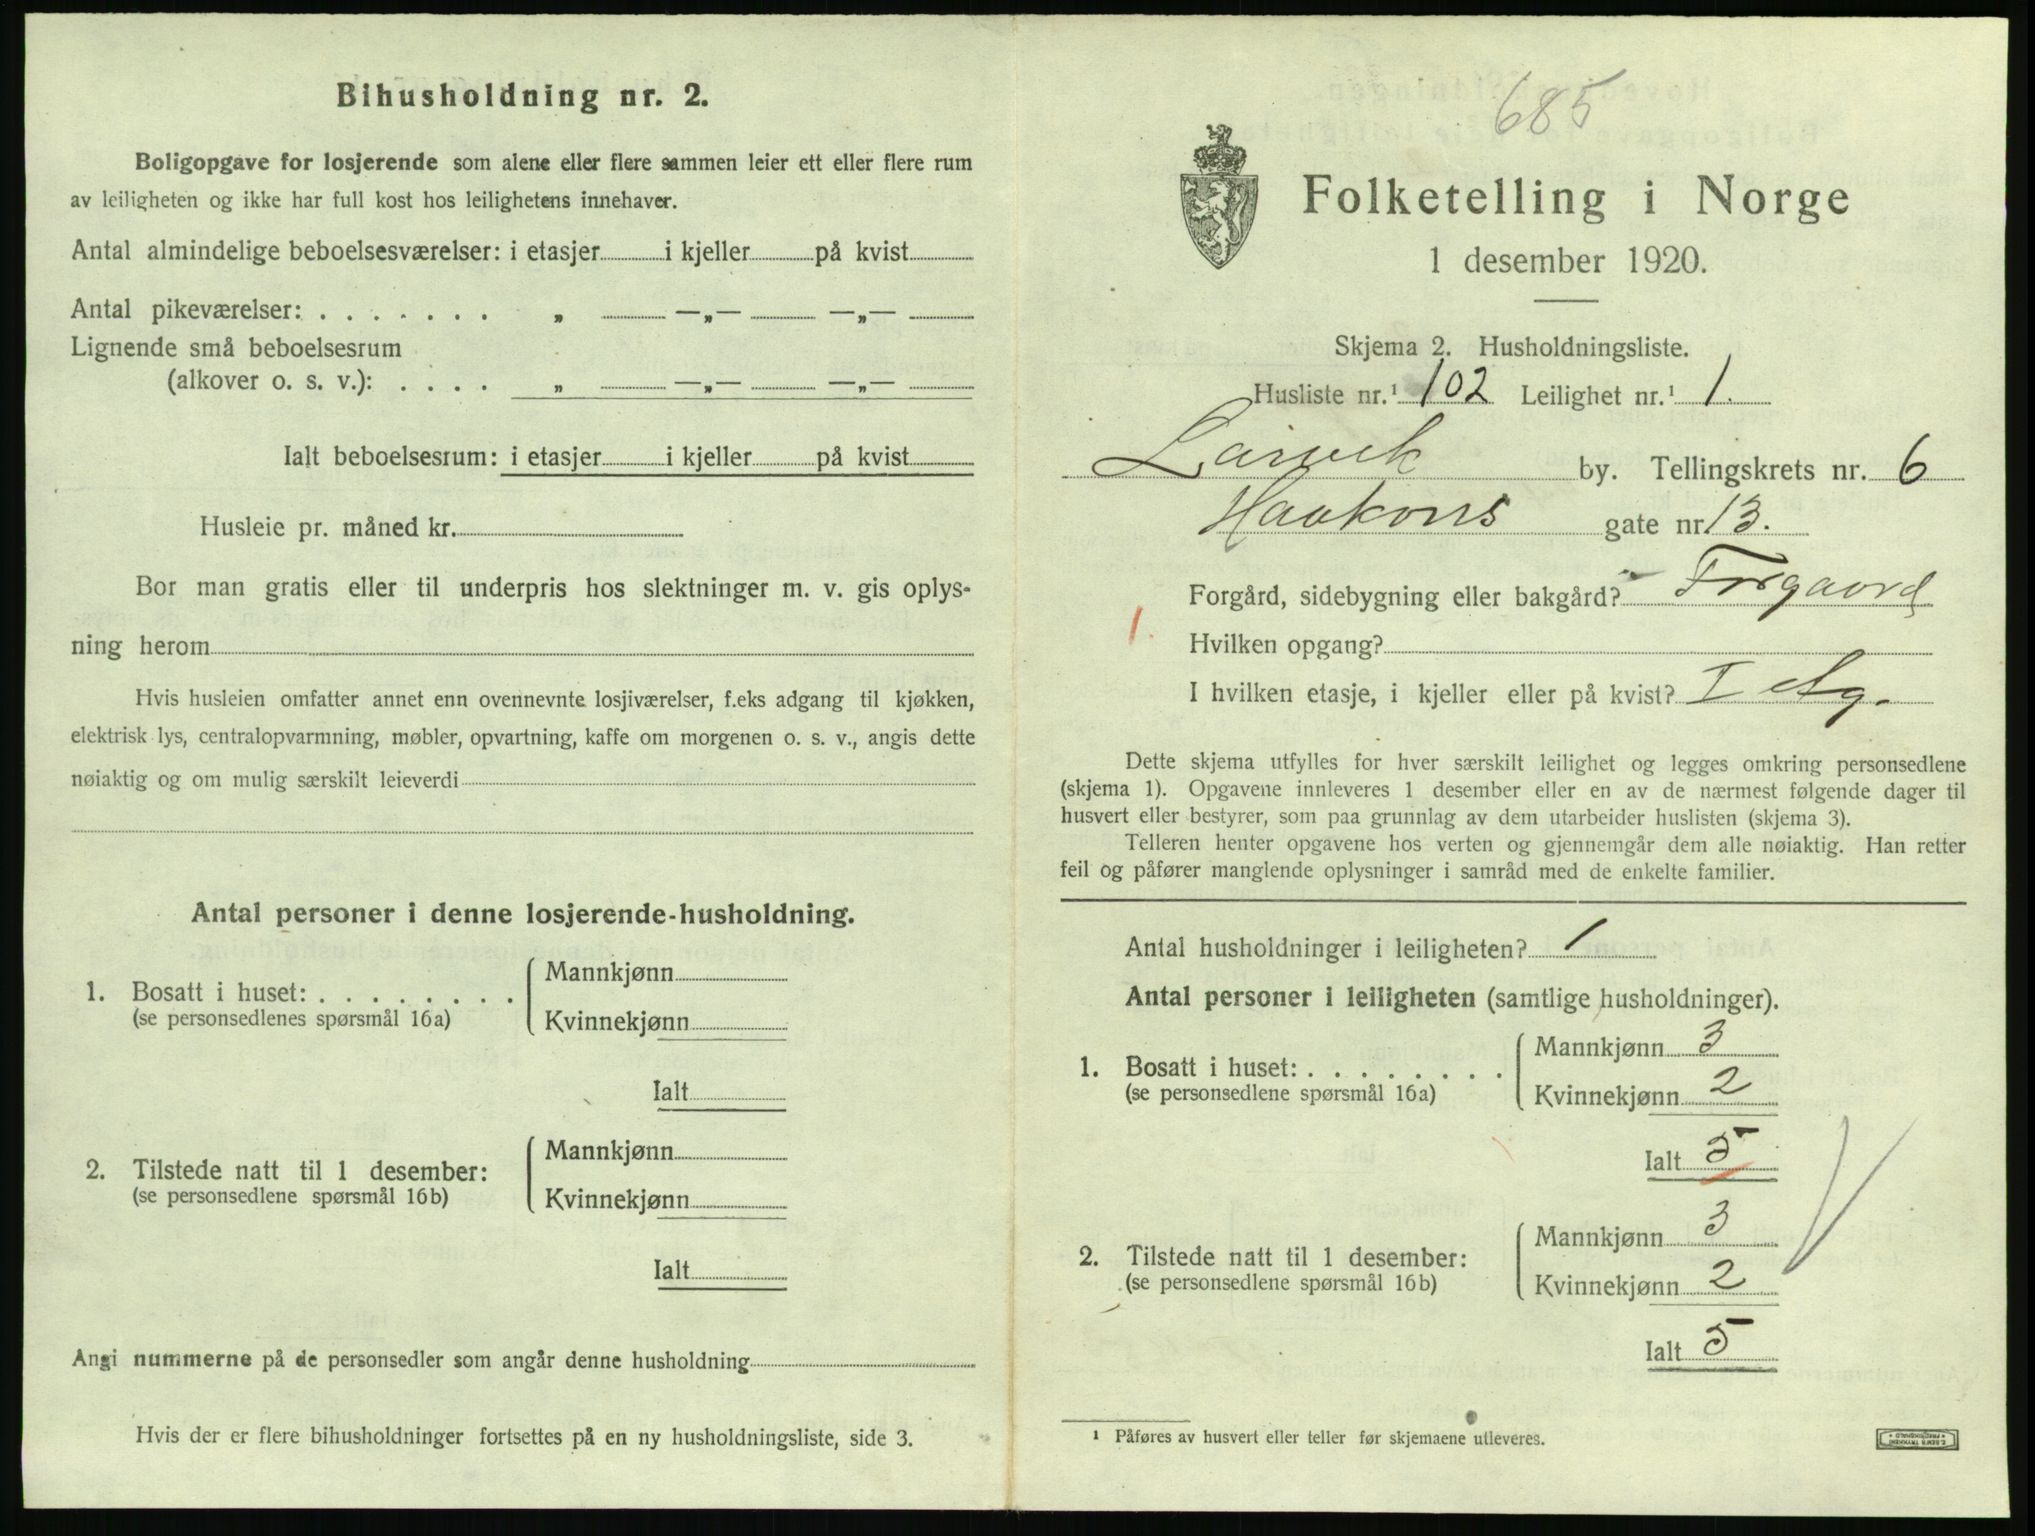 Bihusholdning nr. 2.
Boligopgave for losjerende som alene eller flere sammen leier ett eller flere rum
av leiligheten og ikke har full kost hos leilighetens innehaver.
Antal almindelige beboelsesværelser: i etasjer i kjeller på kvist
Antal pikeværelser: . . . . . . . „ —„— —„—
Lignende små beboelsesrum
(alkover o. s. v.): . . . . „ —„— —„—
Ialt beboelsesrum: i etasjer i kjeller på kvist
Husleie pr. måned kr.
Bor man gratis eller til underpris hos slektninger m. v. gis oplys-
ning herom
Hvis husleien omfatter annet enn ovennevnte losjiværelser, f.eks adgang til kjøkken,
elektrisk lys, centralopvarmning, møbler, opvartning, kaffe om morgenen o. s. v., angis dette
nøiaktig og om mulig særskilt leieverdi
Antal personer i denne losjerende-husholdning.
1. Bosatt i huset: . . . . . . . . Mannkjønn
(se personsedlenes spørsmål 16a) Kvinnekjønn
Ialt
2. Tilstede natt til 1 desember: Mannkjønn
(se personsedlene spørsmål 16b) Kvinnekjønn
Ialt
Angi nummerne på de personsedler som angår denne husholdning
Hvis der er flere bihusholdninger fortsettes på en ny husholdningsliste, side 3.
685
Folketelling i Norge
1 desember 1920.
Skjema 2. Husholdningsliste.
Husliste nr.¹ 102 Leilighet nr.¹ 1.
Larvik by. Tellingskrets nr. 6
Haakons gate nr. 13.
Forgård, sidebygning eller bakgård? Forgaard
1.
Hvilken opgang?
I hvilken etasje, i kjeller eller på kvist? I etg.
Dette skjema utfylles for hver særskilt leilighet og legges omkring personsedlene
(skjema 1). Opgavene innleveres 1 desember eller en av de nærmest følgende dager til
husvert eller bestyrer, som paa grunnlag av dem utarbeider huslisten (skjema 3).
Telleren henter opgavene hos verten og gjennemgår dem alle nøiaktig. Han retter
feil og påfører manglende oplysninger i samråd med de enkelte familier.
Antal husholdninger i leiligheten? 1
Antal personer i leiligheten (samtlige husholdninger).
1. Bosatt i huset: . . . . . . . . Mannkjønn 3
(se personsedlene spørsmål 16a) Kvinnekjønn 2
Ialt 5
2. Tilstede natt til 1 desember: Mannkjønn 3
(se personsedlene spørsmål 16b) Kvinnekjønn 2
Ialt 5
¹ Påføres av husvert eller teller før skjemaene utleveres.